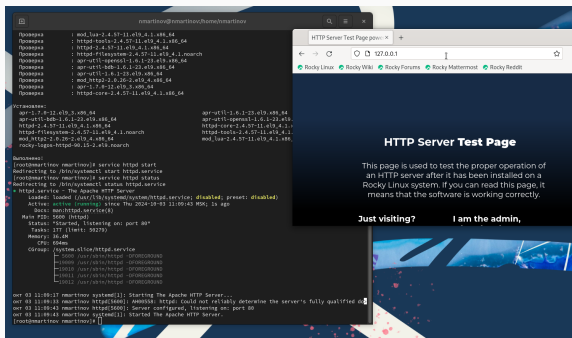 nmartinov@nmartinov:/home/nmartinov
Проверка : mod_lua-2.4.57-11.el9_4.1.x86_64
Проверка : httpd-tools-2.4.57-11.el9_4.1.x86_64
Проверка : httpd-2.4.57-11.el9_4.1.x86_64
Проверка : httpd-filesystem-2.4.57-11.el9_4.1.noarch
Проверка : apr-util-openssl-1.6.1-23.el9.x86_64
Проверка : apr-util-bdb-1.6.1-23.el9.x86_64
Проверка : apr-util-1.6.1-23.el9.x86_64
Проверка : mod_http2-2.0.26-2.el9_4.x86_64
Проверка : apr-1.7.0-12.el9_3.x86_64
Проверка : httpd-core-2.4.57-11.el9_4.1.x86_64
Установлен:
apr-1.7.0-12.el9_3.x86_64 apr-util-1.6.1-23.el9.x86_64
apr-util-bdb-1.6.1-23.el9.x86_64 apr-util-openssl-1.6.1-23.el9.
httpd-2.4.57-11.el9_4.1.x86_64 httpd-core-2.4.57-11.el9_4.1.x
httpd-filesystem-2.4.57-11.el9_4.1.noarch httpd-tools-2.4.57-11.el9_4.1.
mod_http2-2.0.26-2.el9_4.x86_64 mod_lua-2.4.57-11.el9_4.1.x86_
rocky-logos-httpd-90.15-2.el9.noarch
Выполнено!
[root@nmartinov nmartinov]# service httpd start
Redirecting to /bin/systemctl start httpd.service
[root@nmartinov nmartinov]# service httpd status
Redirecting to /bin/systemctl status httpd.service
● httpd.service - The Apache HTTP Server
Loaded: loaded (/usr/lib/systemd/system/httpd.service; disabled; preset: disabled)
Active: active (running) since Thu 2024-10-03 11:09:43 MSK; 1s ago
Docs: man:httpd.service(8)
Main PID: 5600 (httpd)
Status: "Started, listening on: port 80"
Tasks: 177 (limit: 50279)
Memory: 36.4M
CPU: 694ms
CGroup: /system.slice/httpd.service
├─ 5600 /usr/sbin/httpd -DFOREGROUND
├─10009 /usr/sbin/httpd -DFOREGROUND
├─10010 /usr/sbin/httpd -DFOREGROUND
├─10011 /usr/sbin/httpd -DFOREGROUND
└─10012 /usr/sbin/httpd -DFOREGROUND
окт 03 11:09:17 nmartinov systemd[1]: Starting The Apache HTTP Server...
окт 03 11:09:43 nmartinov httpd[5600]: AH00558: httpd: Could not reliably determine the server's fully qualified do
окт 03 11:09:43 nmartinov httpd[5600]: Server configured, listening on: port 80
окт 03 11:09:43 nmartinov systemd[1]: Started The Apache HTTP Server.
[root@nmartinov nmartinov]#
HTTP Server Test Page powe
127.0.0.1
Rocky Linux Rocky Wiki Rocky Forums Rocky Mattermost Rocky Reddit
HTTP Server Test Page
This page is used to test the proper operation of
an HTTP server after it has been installed on a
Rocky Linux system. If you can read this page, it
means that the software is working correctly.
Just visiting? I am the admin,